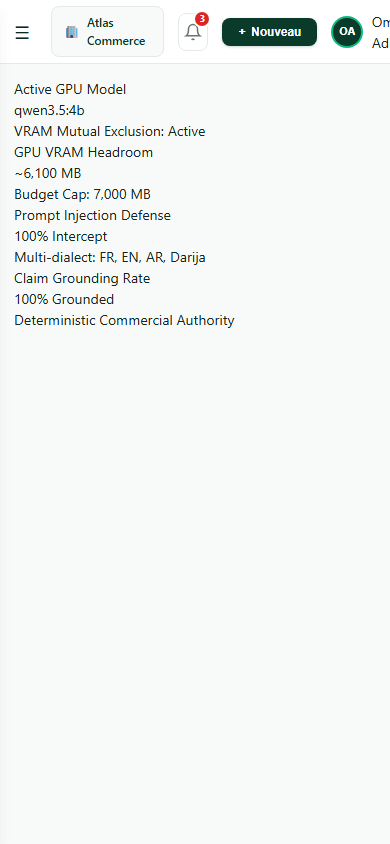 ☰
Atlas
Commerce
3
+ Nouveau
OA
Active GPU Model
qwen3.5:4b
VRAM Mutual Exclusion: Active
GPU VRAM Headroom
~6,100 MB
Budget Cap: 7,000 MB
Prompt Injection Defense
100% Intercept
Multi-dialect: FR, EN, AR, Darija
Claim Grounding Rate
100% Grounded
Deterministic Commercial Authority